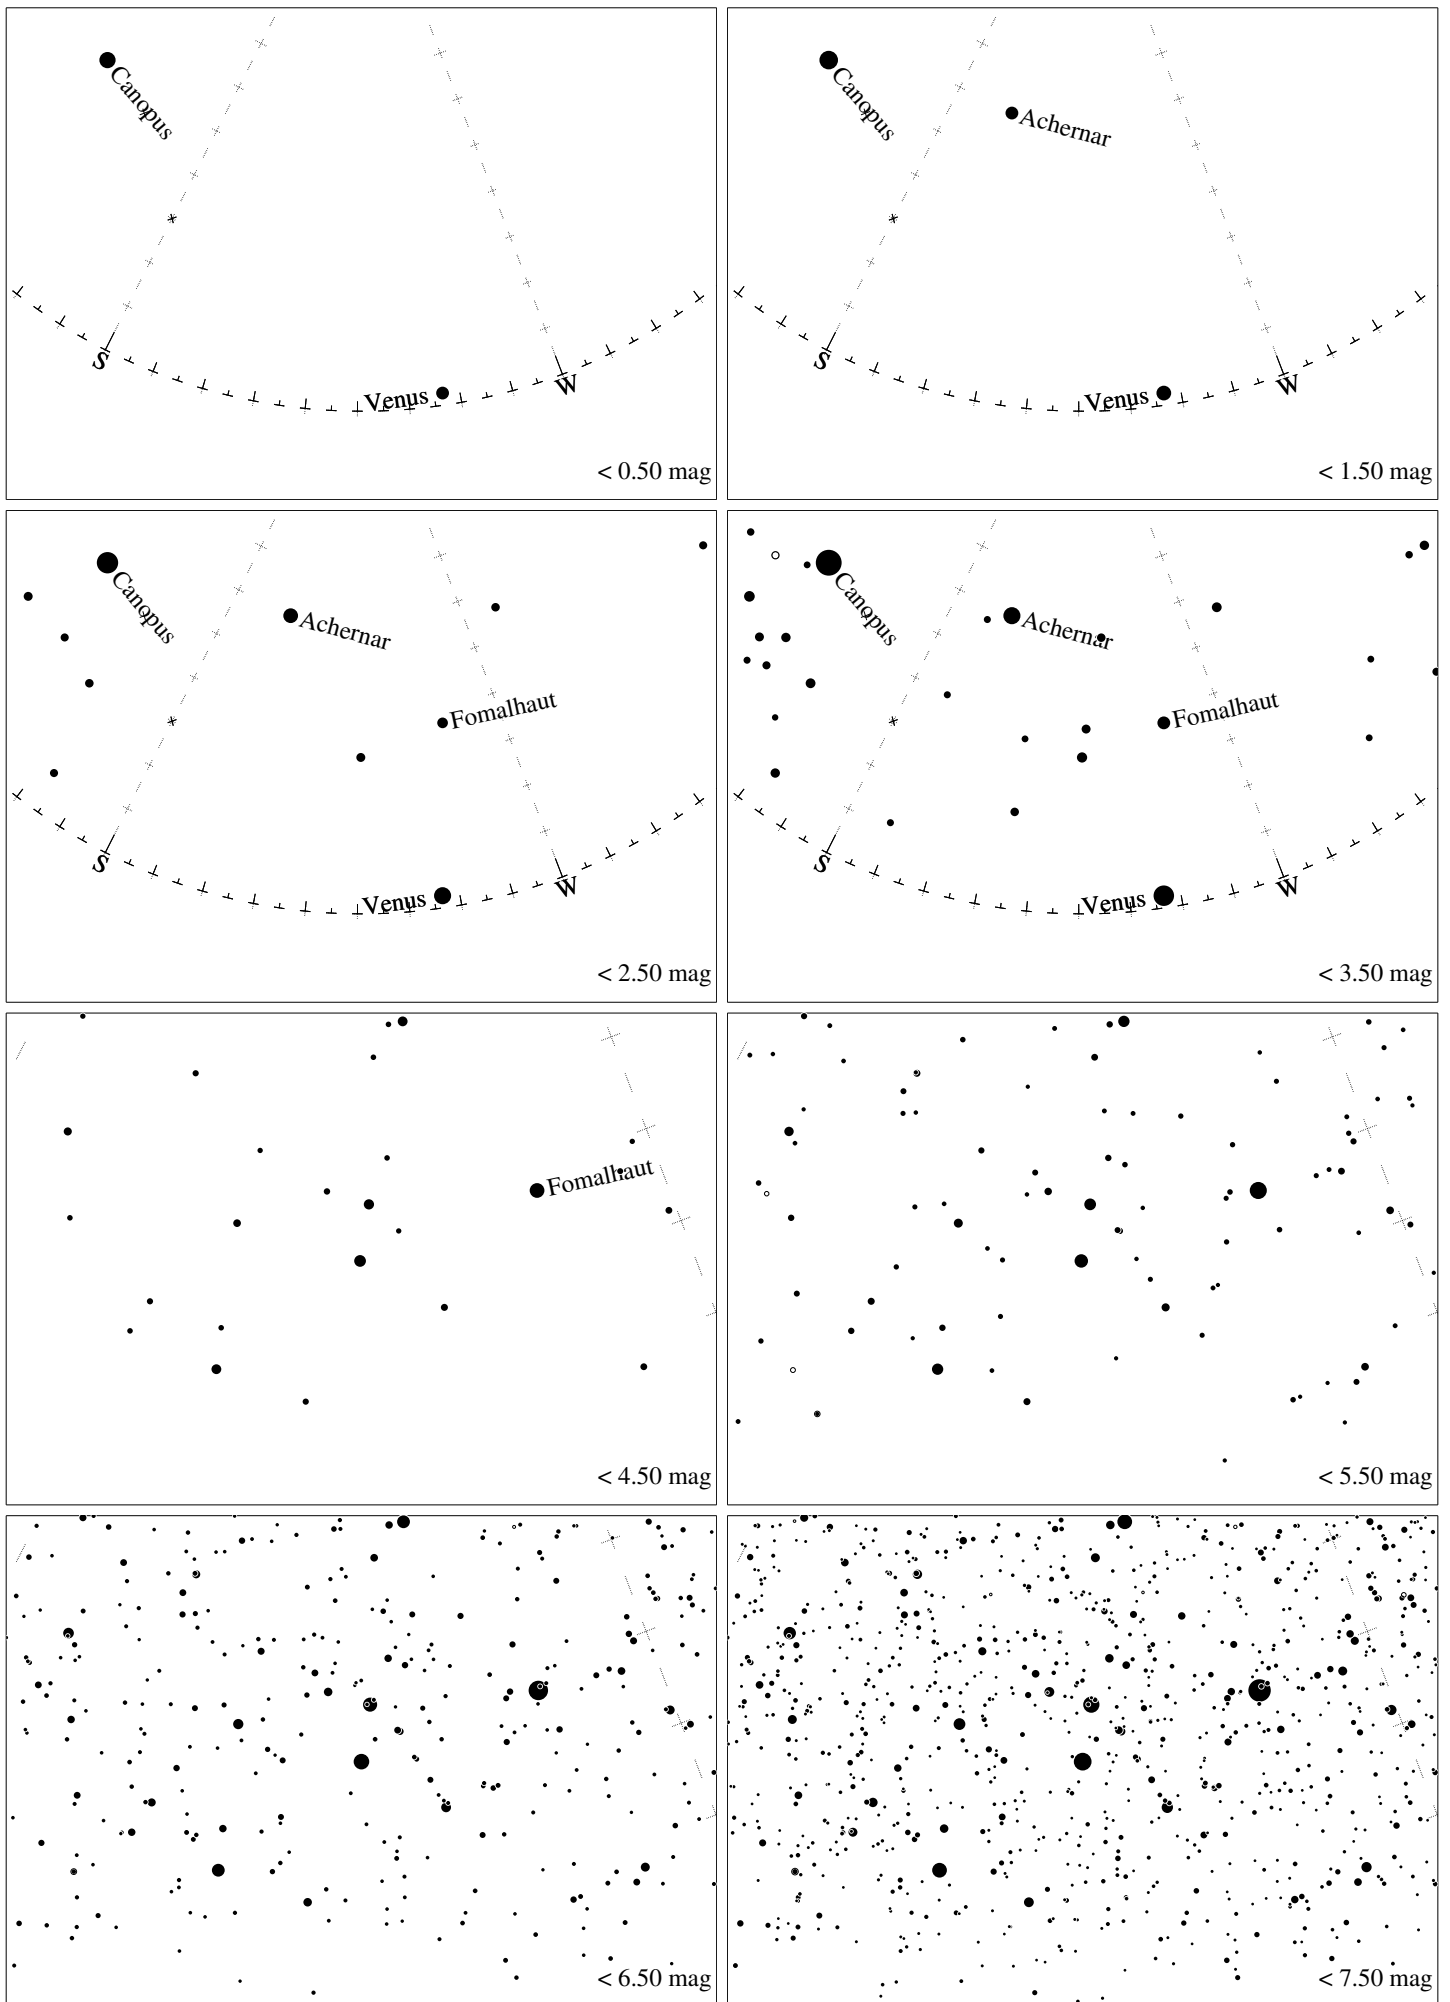 Canopus
S
Venus
W
< 0.50 mag
Canopus
Achernar
S
Venus
W
< 1.50 mag
Canopus
Achernar
Fomalhaut
S
Venus
W
< 2.50 mag
Canopus
Achernar
Fomalhaut
S
Venus
W
< 3.50 mag
Fomalhaut
< 4.50 mag
< 5.50 mag
< 6.50 mag
< 7.50 mag